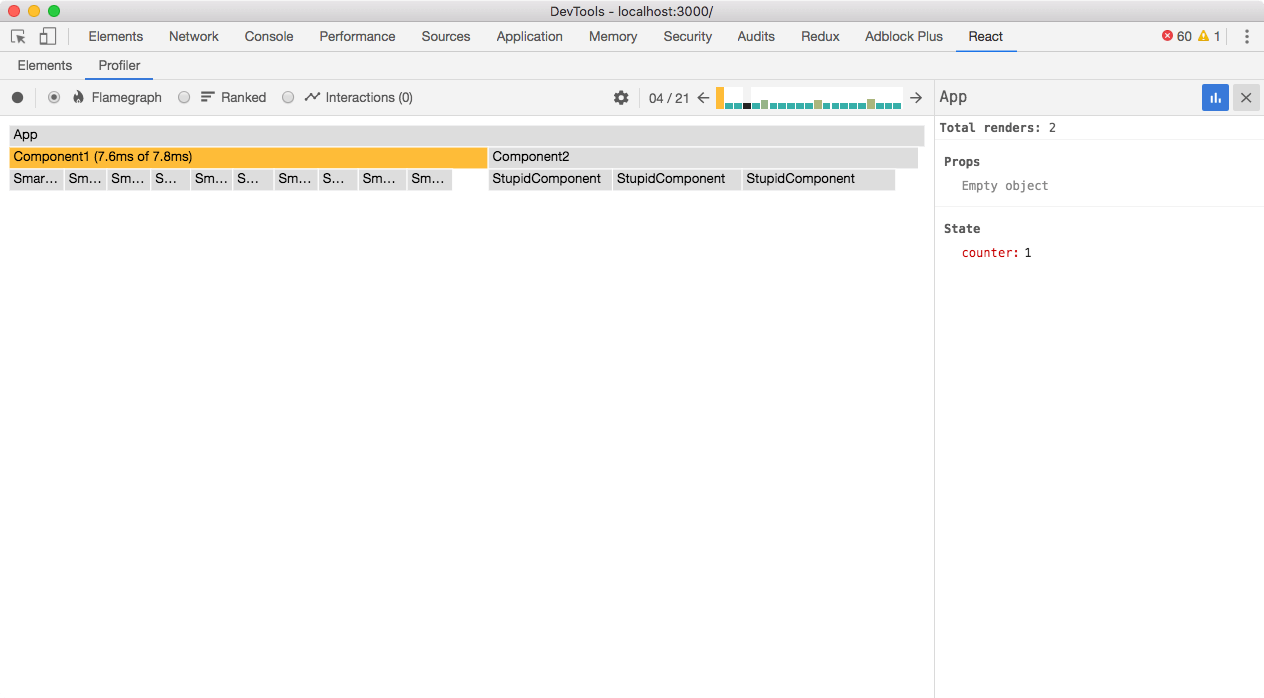 DevTools - localhost:3000/
Elements Network Console Performance Sources Application Memory Security Audits Redux Adblock Plus React 60 1
Elements Profiler
Flamegraph Ranked Interactions (0) 04 / 21 App
Total renders: 2
App
Component1 (7.6ms of 7.8ms) Component2
Smar… Sm… Sm… S… Sm… S… Sm… S… Sm… Sm… StupidComponent StupidComponent StupidComponent
Props
Empty object
State
counter: 1